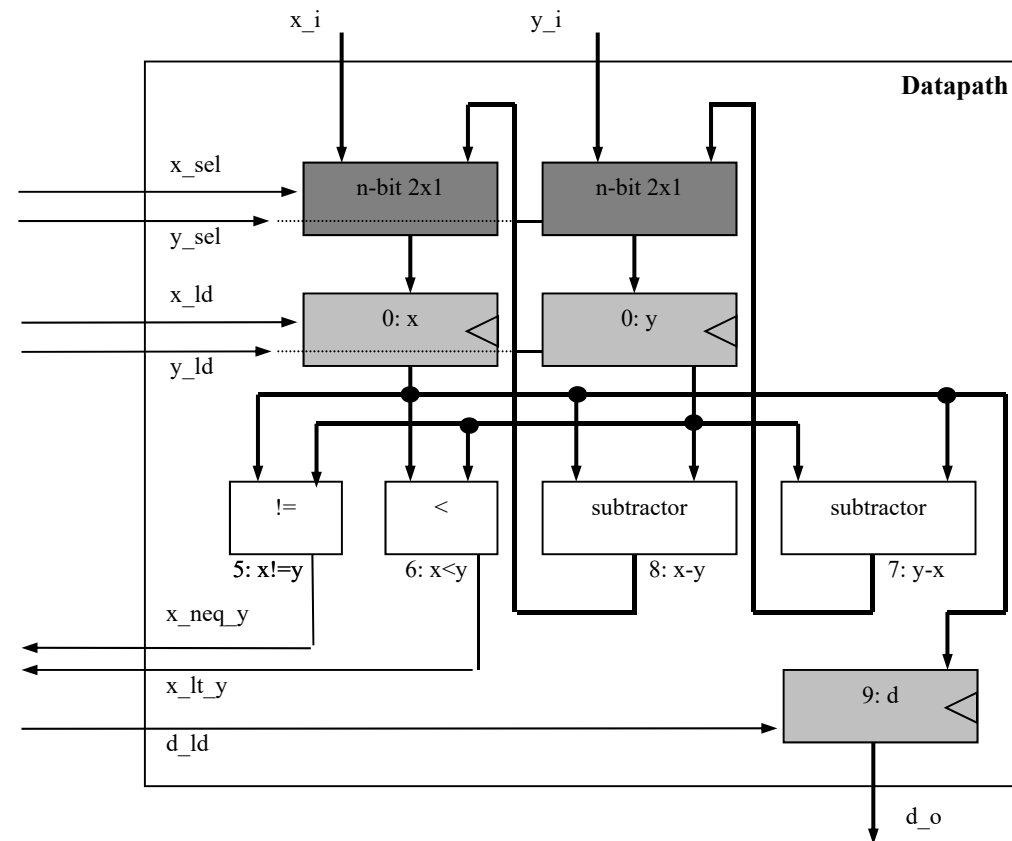 x_i
y_i
Datapath
x_sel
n-bit 2x1
n-bit 2x1
y_sel
x_ld
0: x
0: y
y_ld
!=
<
subtractor
subtractor
5: x!=y
6: x<y
8: x-y
7: y-x
x_neq_y
x_lt_y
9: d
d_ld
d_o